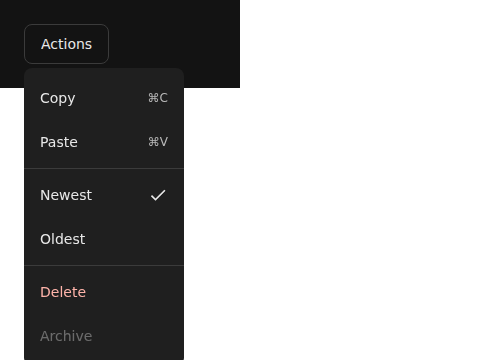 Actions
Copy ⌘C
Paste ⌘V
Newest
Oldest
Delete
Archive